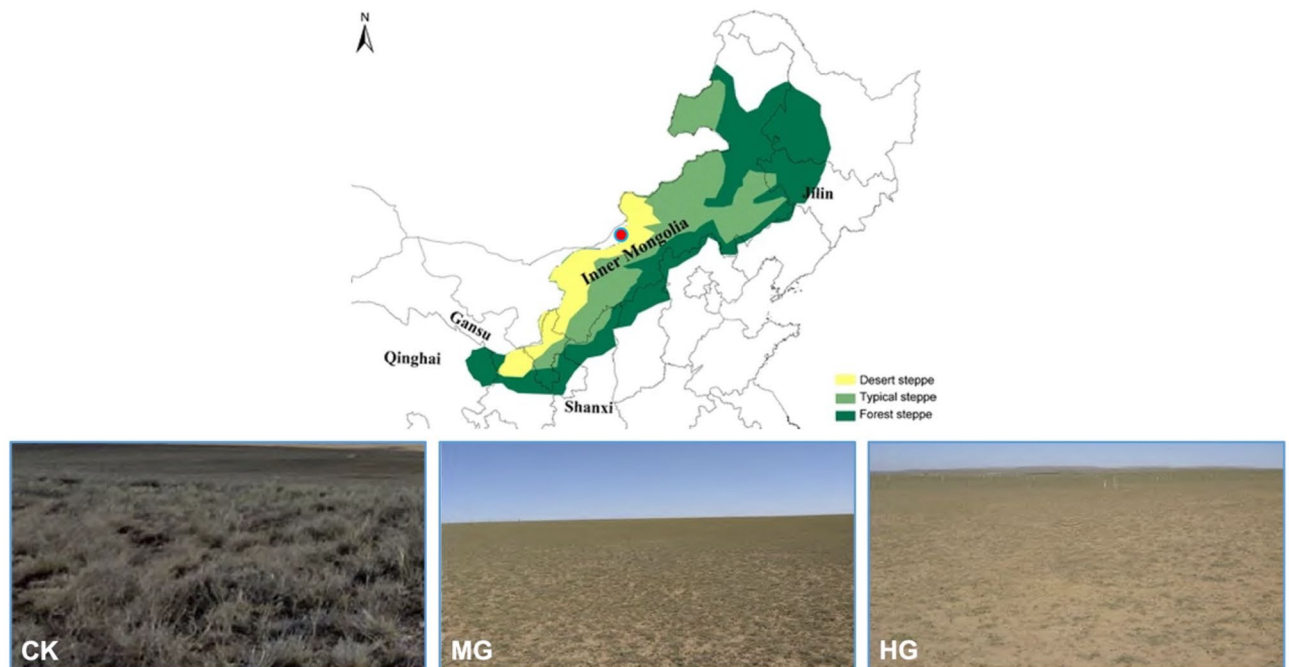 N
Jilin
Inner Mongolia
Gansu
Qinghai
Shanxi
Desert steppe
Typical steppe
Forest steppe
CK
MG
HG